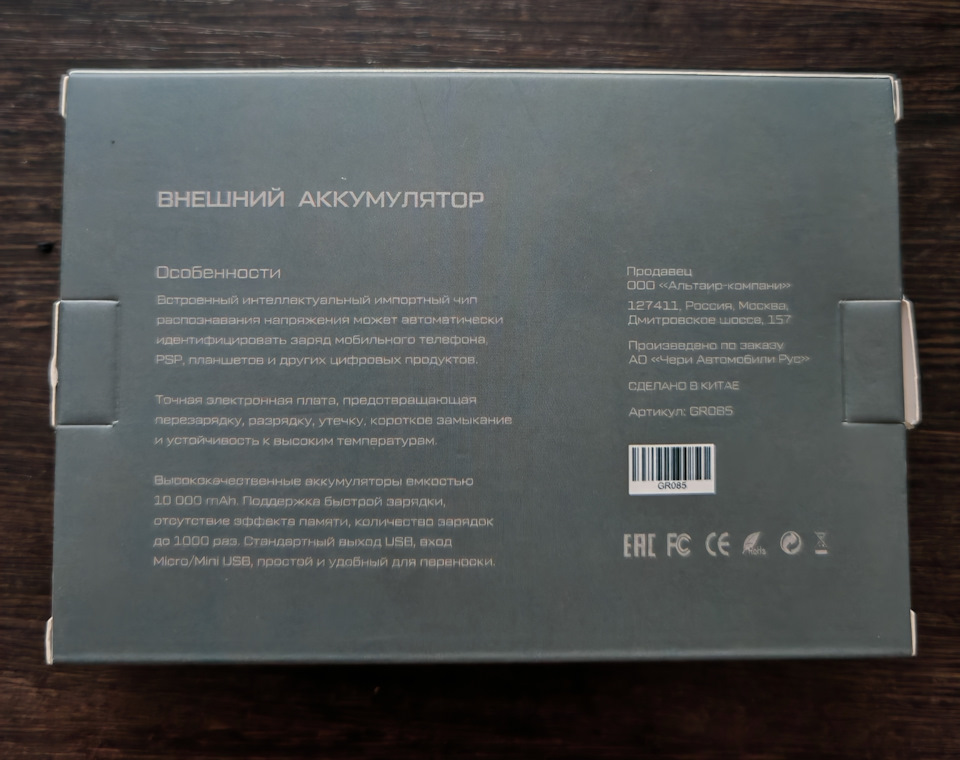 ВНЕШНИЙ АККУМУЛЯТОР
Особенности
Встроенный интеллектуальный импортный чип
распознавания напряжения может автоматически
идентифицировать заряд мобильного телефона,
PSP, планшетов и других цифровых продуктов.
Точная электронная плата, предотвращающая
перезарядку, разрядку, утечку, короткое замыкание
и устойчивость к высоким температурам.
Высококачественные аккумуляторы емкостью
10 000 mAh. Поддержка быстрой зарядки,
отсутствие эффекта памяти, количество зарядок
до 1000 раз. Стандартный выход USB, вход
Micro/Mini USB, простой и удобный для переноски.
Продавец
ООО «Альтаир-компани»
127411, Россия, Москва,
Дмитровское шоссе, 157
Произведено по заказу
АО «Чери Автомобили Рус»
СДЕЛАНО В КИТАЕ
Артикул: GR085
GR085
EAC FC CE RoHs